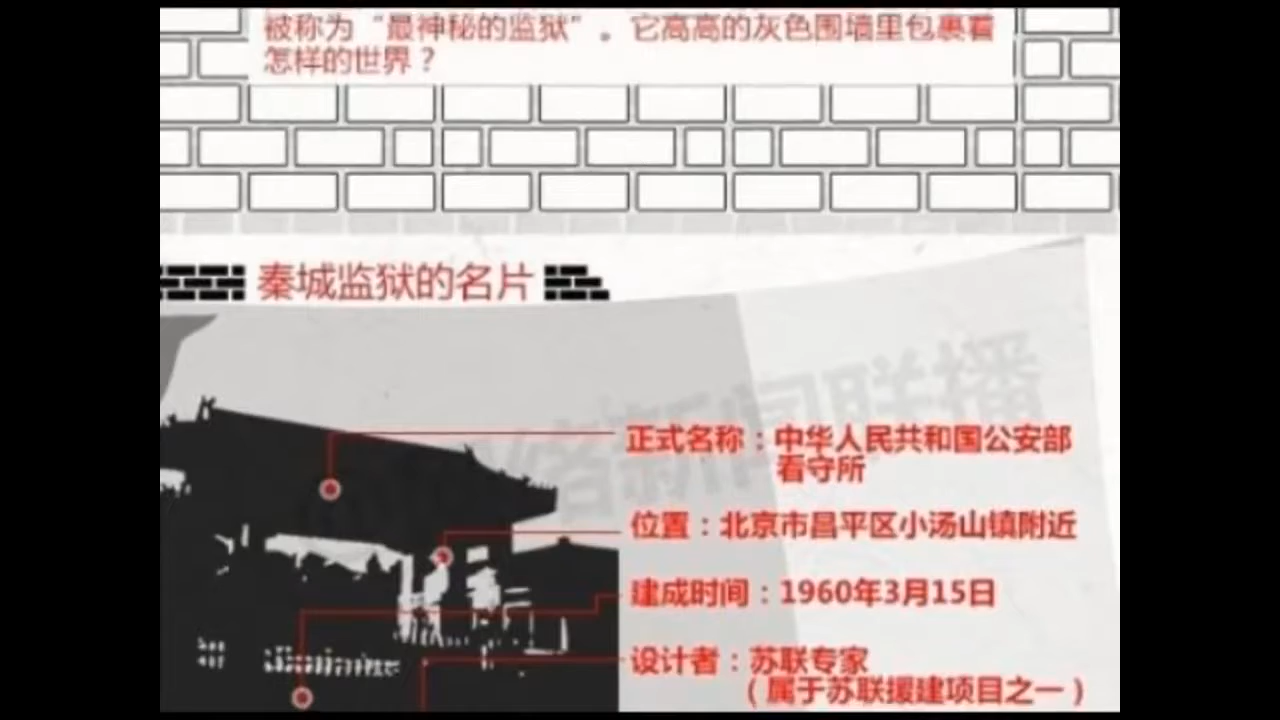 被称为“最神秘的监狱”。它高高的灰色围墙里包裹着
怎样的世界？
秦城监狱的名片
新闻联播
正式名称：中华人民共和国公安部
看守所
位置：北京市昌平区小汤山镇附近
建成时间：1960年3月15日
设计者：苏联专家
（属于苏联援建项目之一）